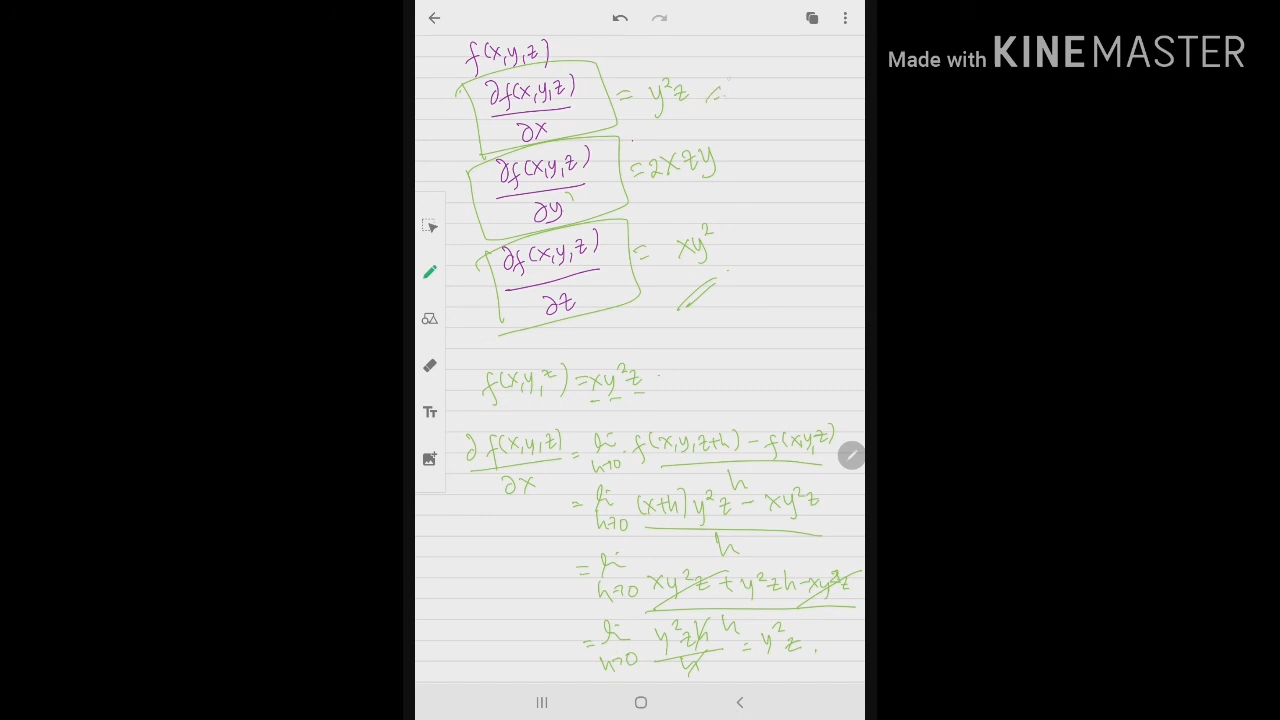 Made with KINEMASTER
f(x,y,z)
∂f(x,y,z)/∂x = y²z =
∂f(x,y,z)/∂y = 2xzy
∂f(x,y,z)/∂z = xy²
f(x,y,z) = xy²z
∂f(x,y,z)/∂x = lim h→0 f(x,y,z+h) − f(x,y,z) / h
= lim h→0 (x+h)y²z − xy²z / h
= lim h→0 xy²z + y²zh − xy²z
= lim h→0 y²zh h / h = y²z.
Tт